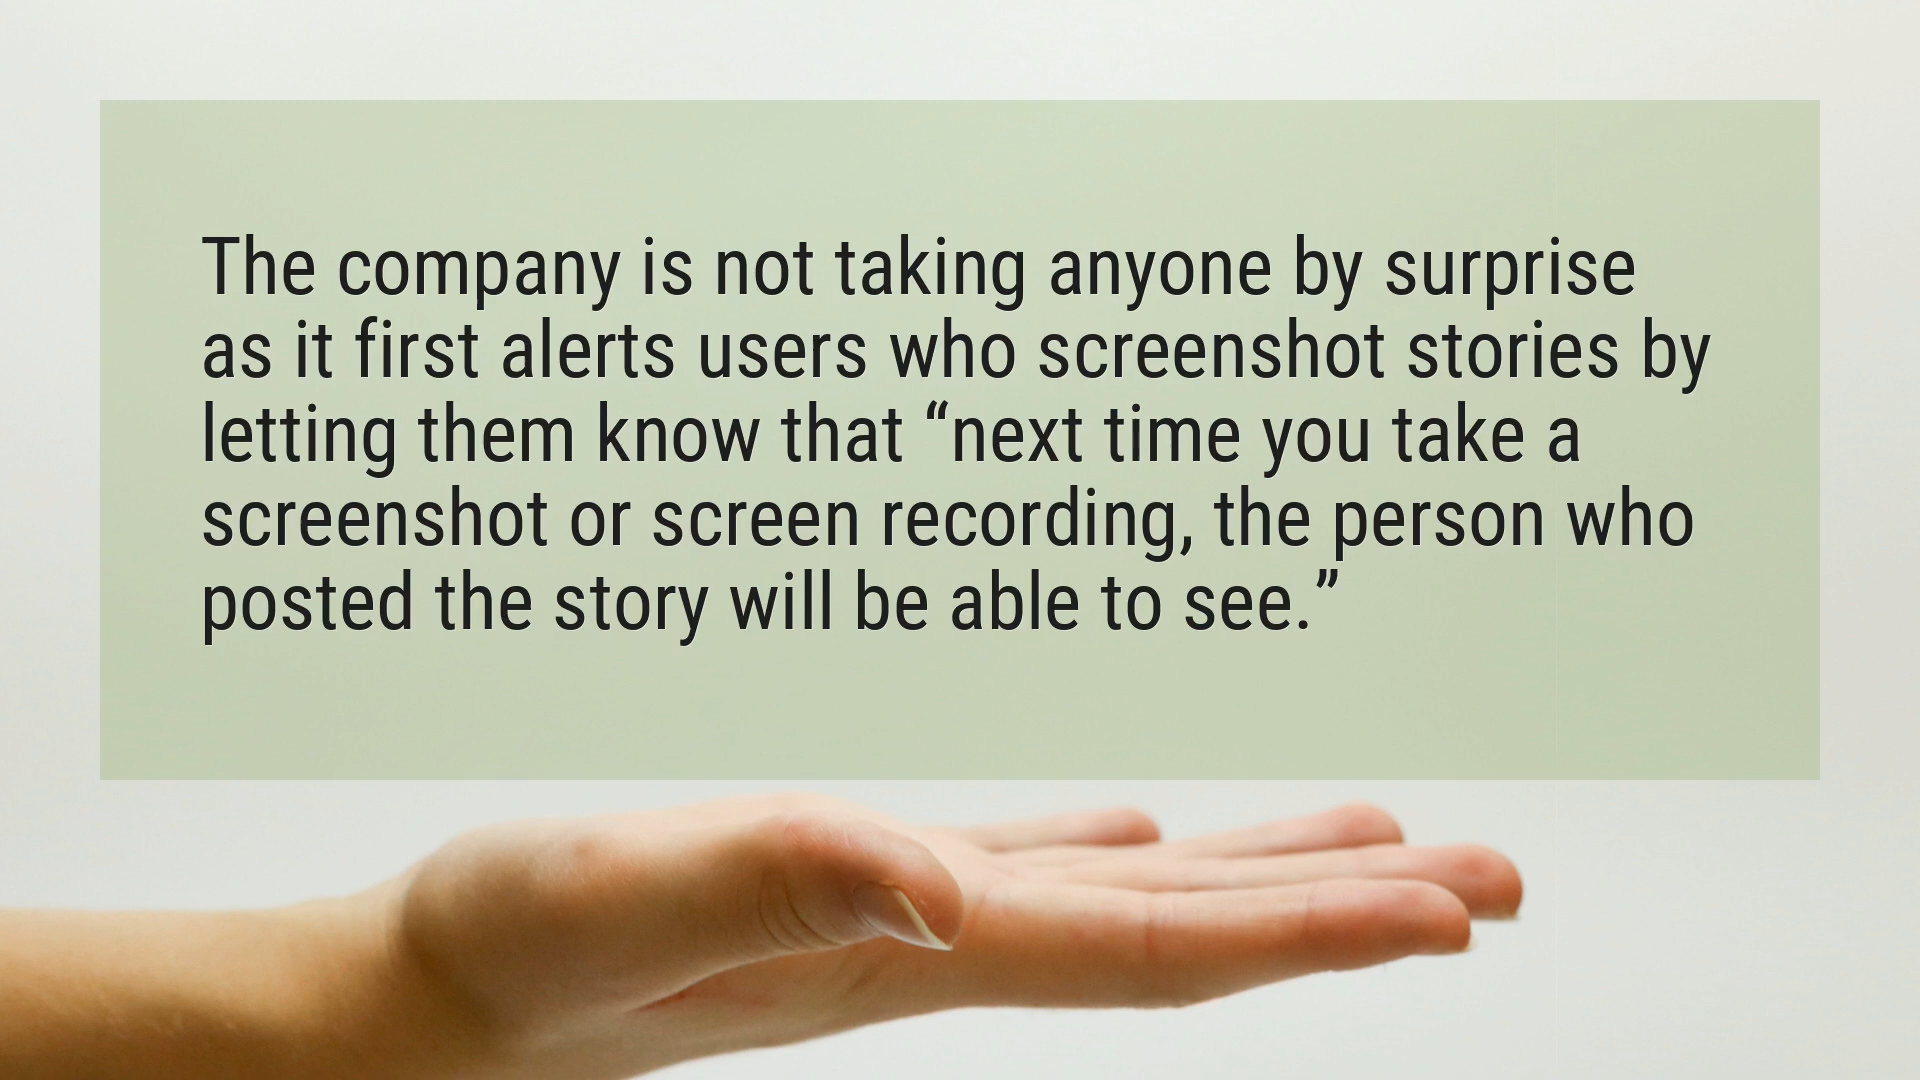 The company is not taking anyone by surprise
as it first alerts users who screenshot stories by
letting them know that “next time you take a
screenshot or screen recording, the person who
posted the story will be able to see.”